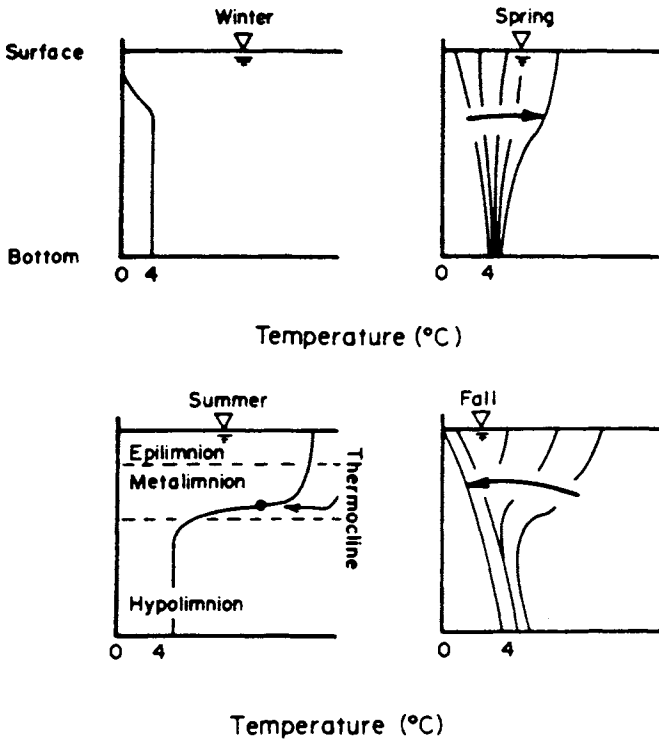 Winter
Spring
Surface
Bottom
0 4
0 4
Temperature (°C)
Summer
Fall
Epilimnion
Metalimnion
Thermocline
Hypolimnion
0 4
0 4
Temperature (°C)